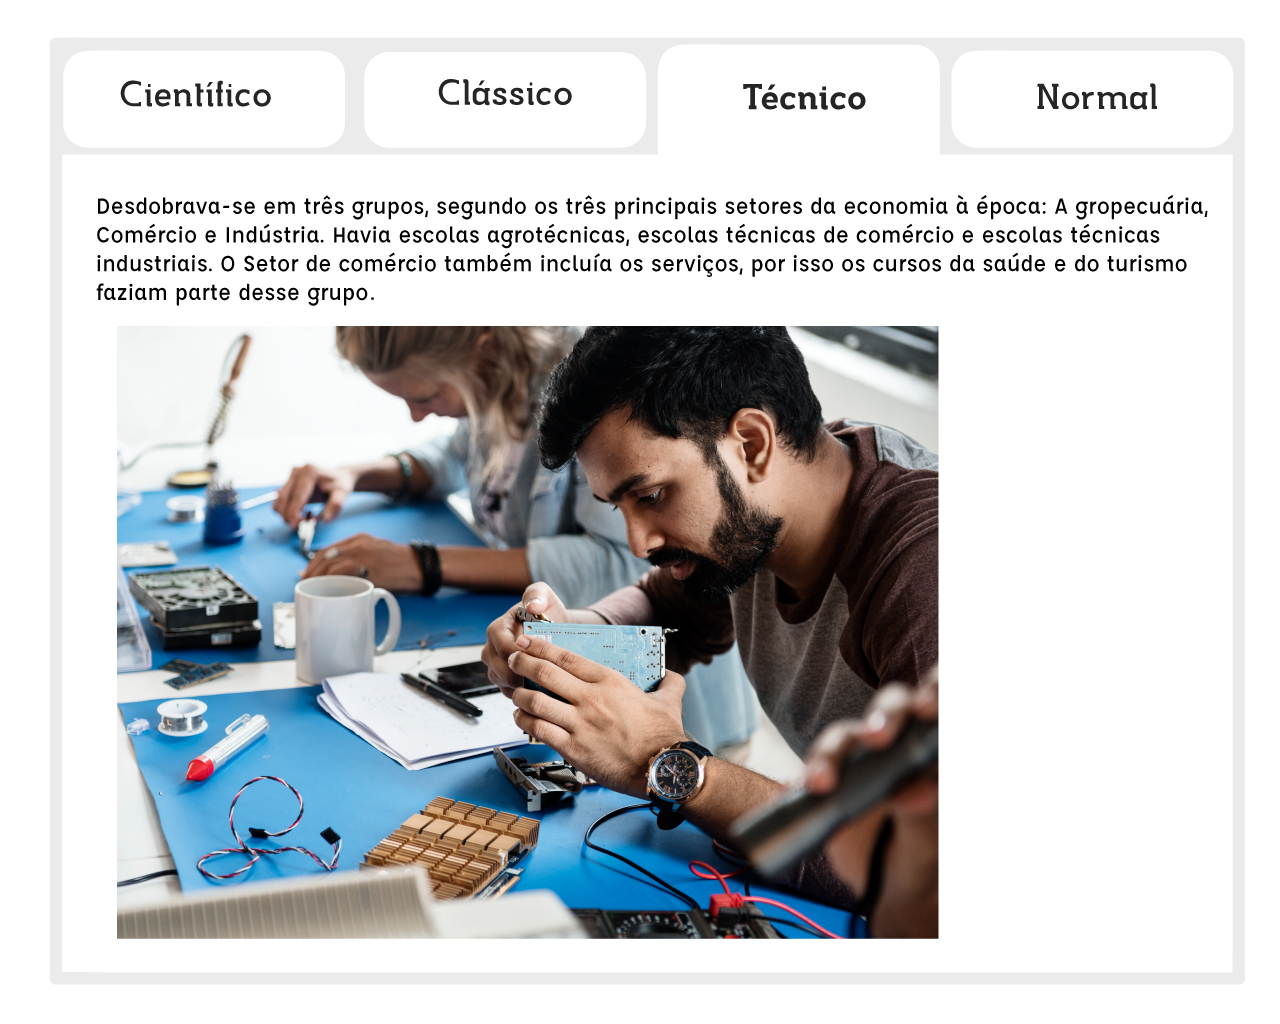 Científico
Clássico
Técnico
Normal
Desdobrava-se em três grupos, segundo os três principais setores da economia à época: A gropecuária,
Comércio e Indústria. Havia escolas agrotécnicas, escolas técnicas de comércio e escolas técnicas
industriais. O Setor de comércio também incluía os serviços, por isso os cursos da saúde e do turismo
faziam parte desse grupo.